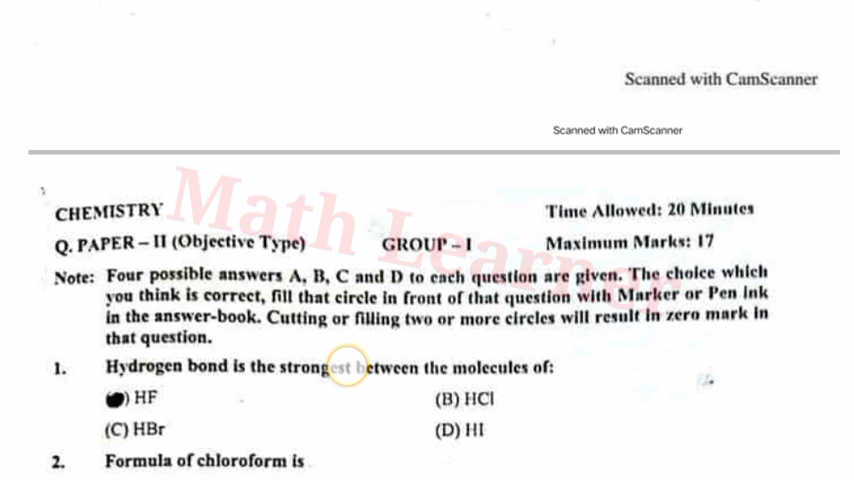 Scanned with CamScanner
Scanned with CamScanner
CHEMISTRY
Time Allowed: 20 Minutes
Q. PAPER – II (Objective Type)
GROUP – I
Maximum Marks: 17
Math Learner
Note: Four possible answers A, B, C and D to each question are given. The choice which
you think is correct, fill that circle in front of that question with Marker or Pen ink
in the answer-book. Cutting or filling two or more circles will result in zero mark in
that question.
1. Hydrogen bond is the strongest between the molecules of:
) HF
(B) HCl
(C) HBr
(D) HI
2. Formula of chloroform is